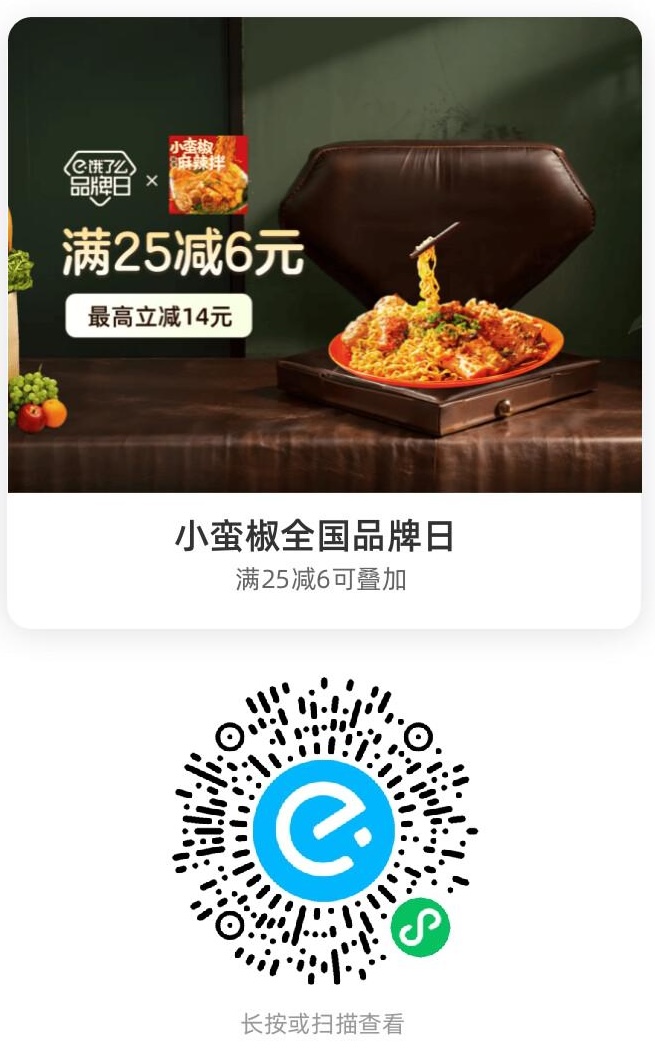 饿了么
品牌日
×
小蛮椒
麻辣拌
满25减6元
最高立减14元
小蛮椒全国品牌日
满25减6可叠加
长按或扫描查看